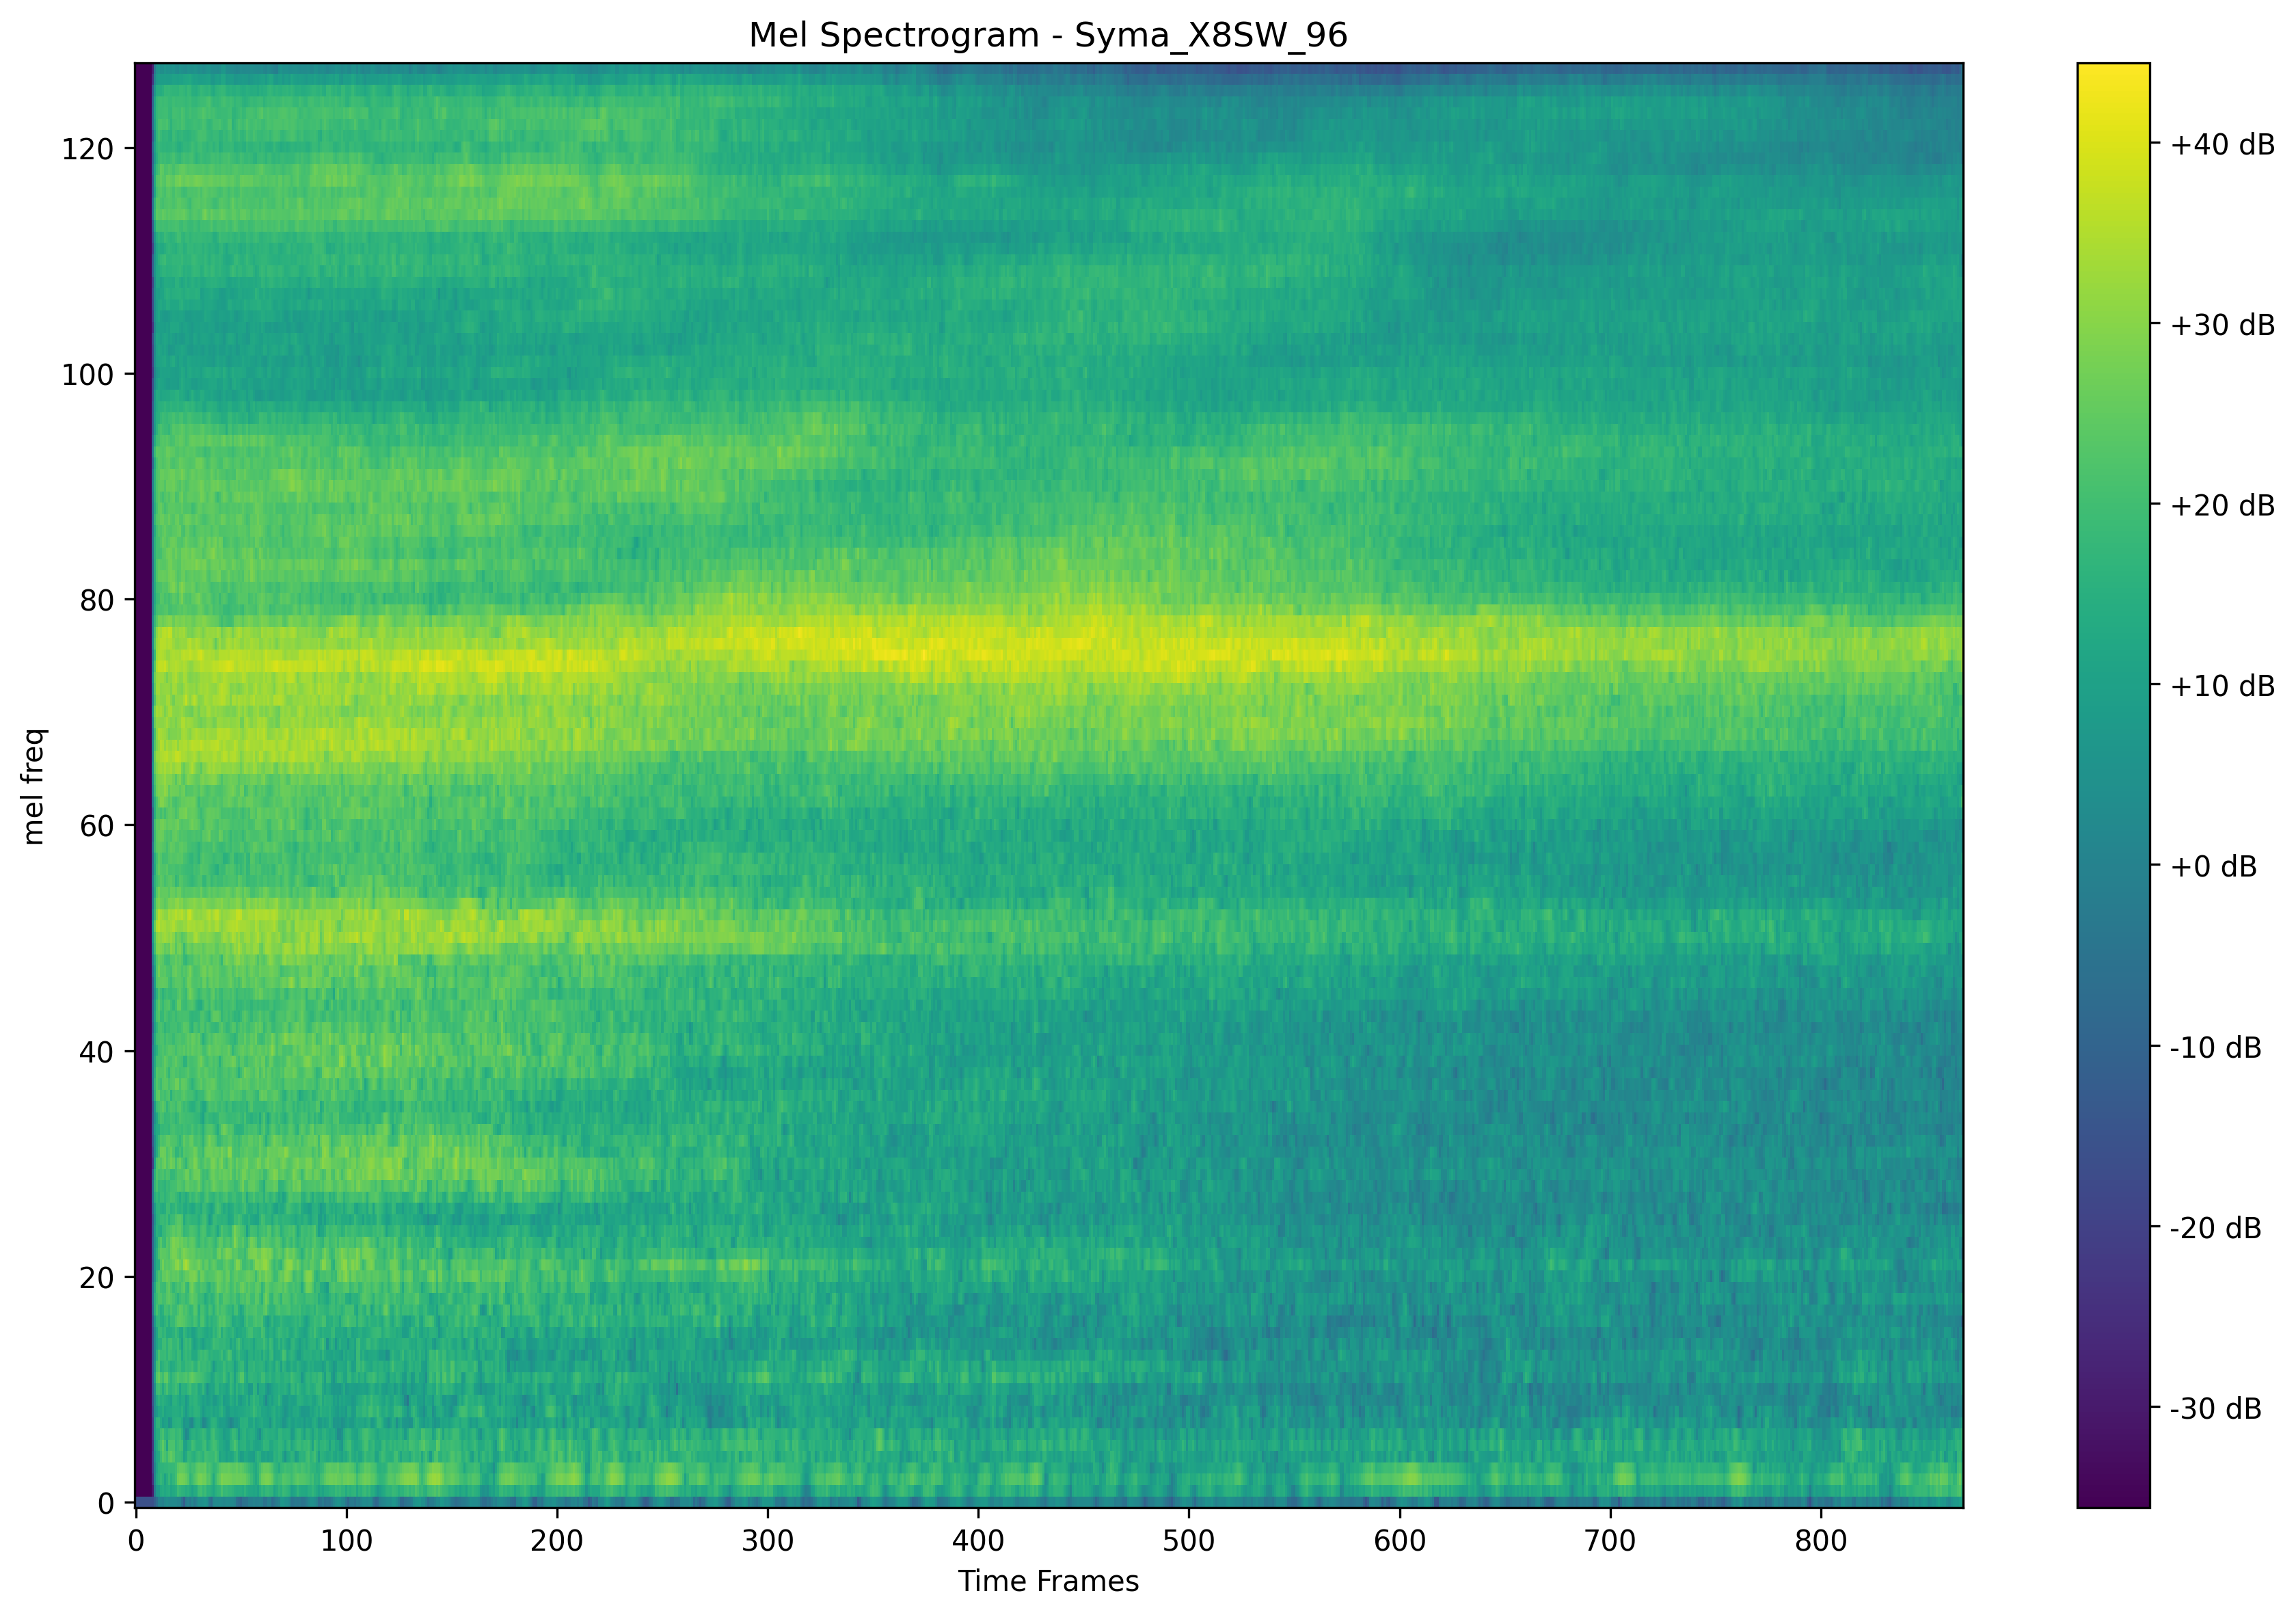 Mel Spectrogram - Syma_X8SW_96
mel freq
120
100
80
60
40
20
0
0 100 200 300 400 500 600 700 800
Time Frames
+40 dB
+30 dB
+20 dB
+10 dB
+0 dB
-10 dB
-20 dB
-30 dB